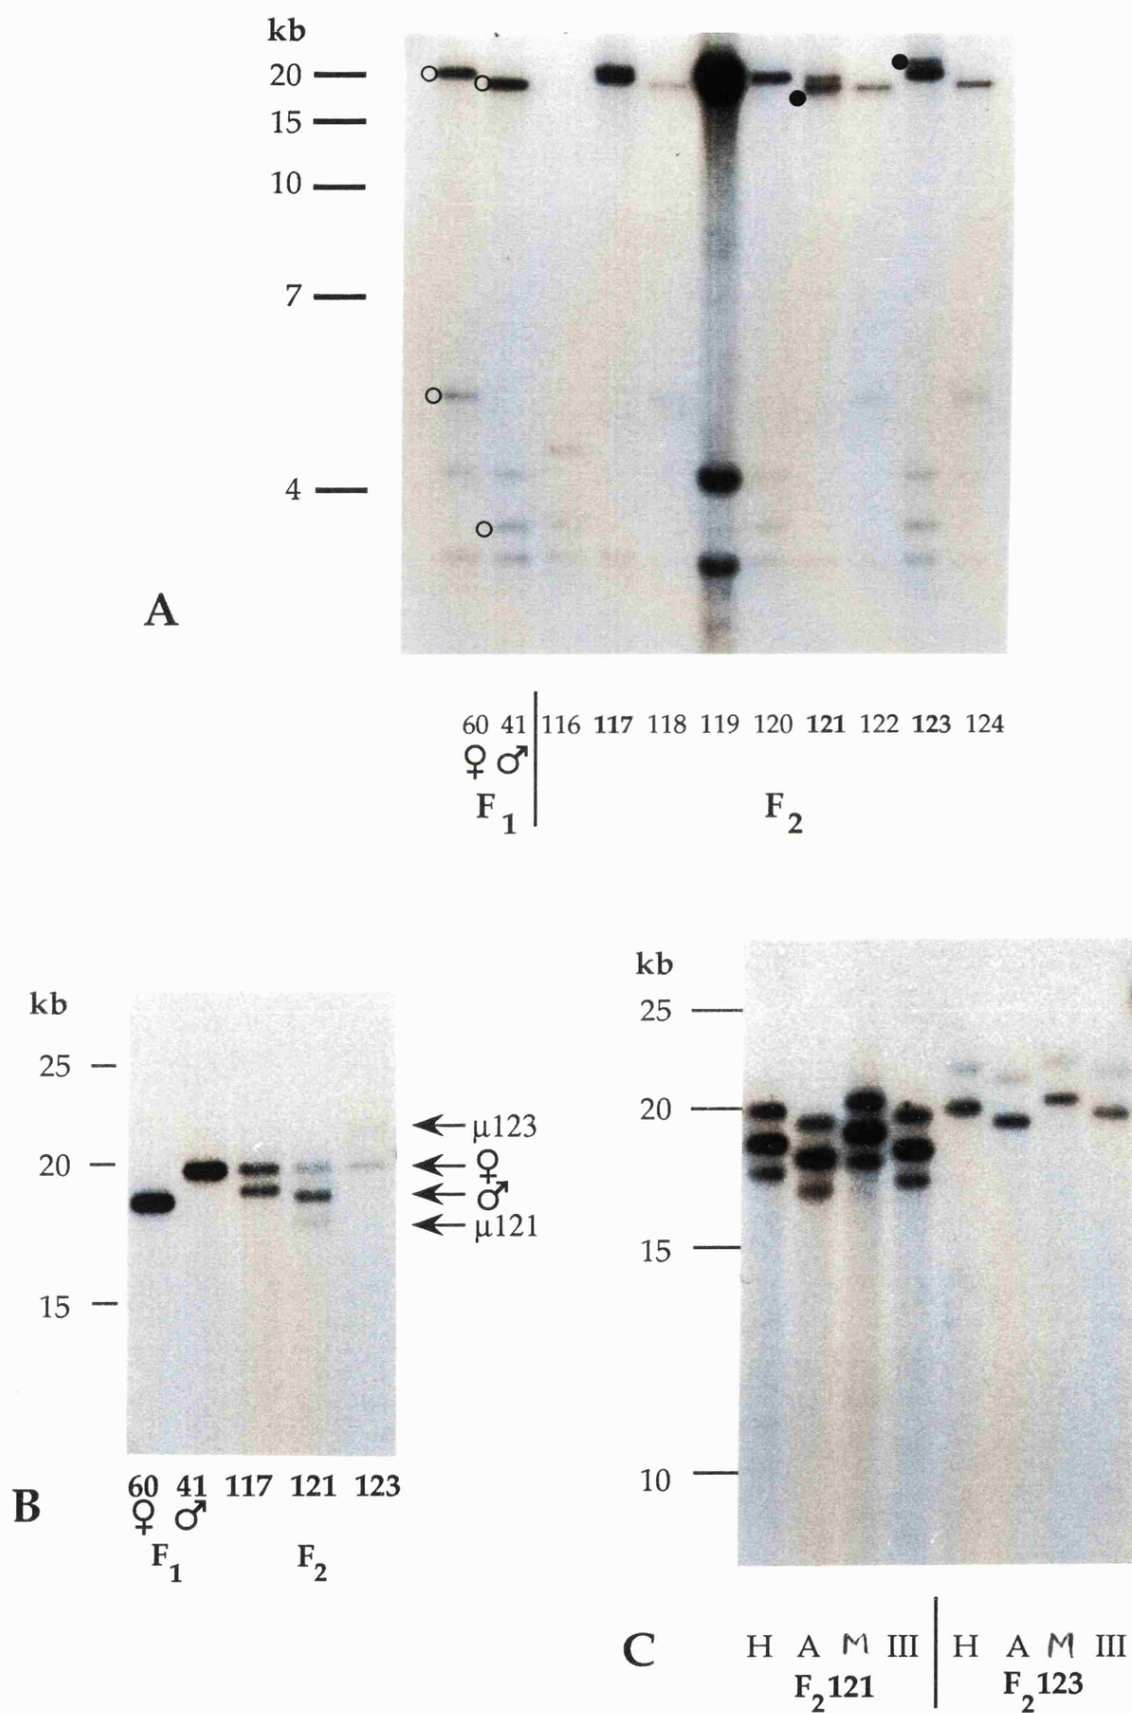 kb
20
15
10
7
4
A
60 41 116 117 118 119 120 121 122 123 124
♀ ♂
F1 F2
kb
25
20
15
μ123
♀
♂
μ121
B
60 41 117 121 123
♀ ♂
F1 F2
kb
25
20
15
10
C
H A M III H A M III
F2121 F2123